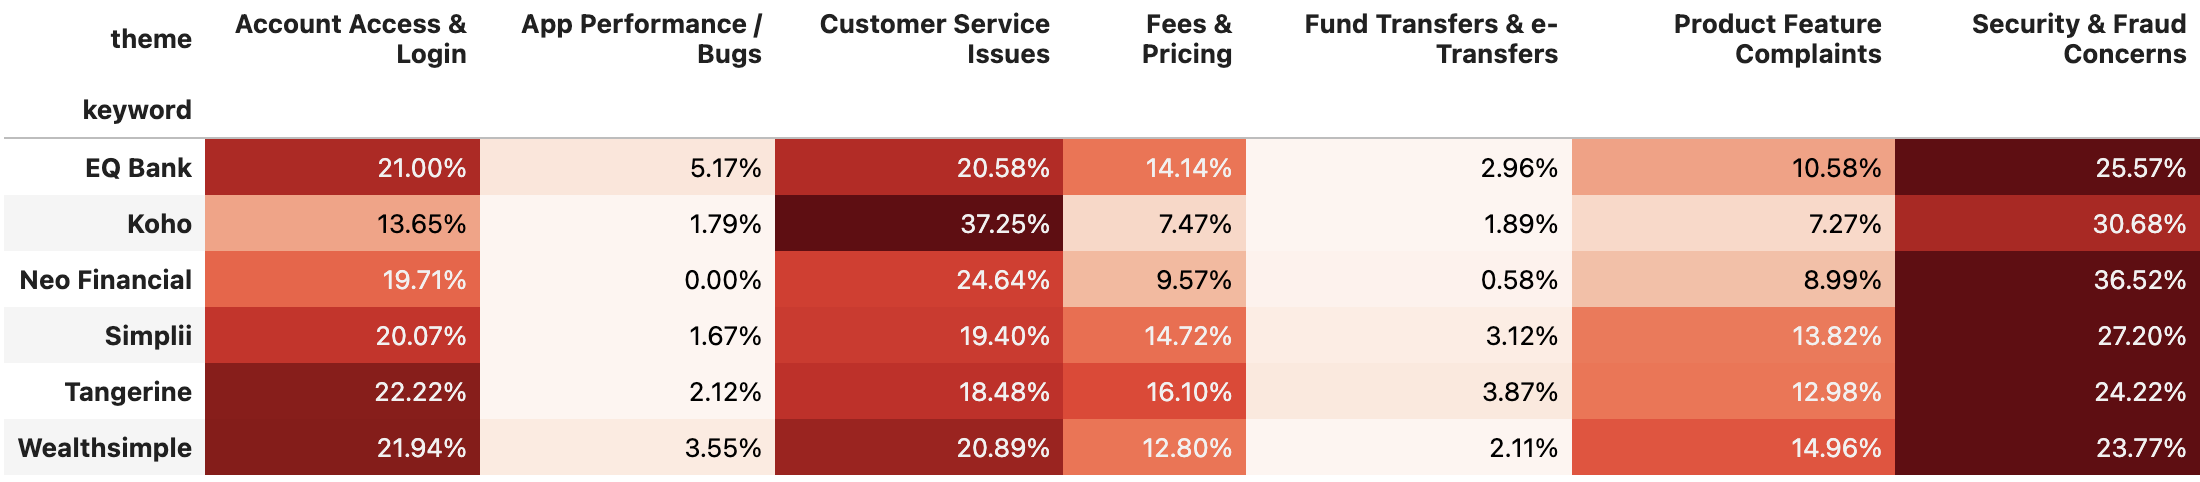 theme Account Access & Login App Performance / Bugs Customer Service Issues Fees & Pricing Fund Transfers & e-Transfers Product Feature Complaints Security & Fraud Concerns
keyword
EQ Bank 21.00% 5.17% 20.58% 14.14% 2.96% 10.58% 25.57%
Koho 13.65% 1.79% 37.25% 7.47% 1.89% 7.27% 30.68%
Neo Financial 19.71% 0.00% 24.64% 9.57% 0.58% 8.99% 36.52%
Simplii 20.07% 1.67% 19.40% 14.72% 3.12% 13.82% 27.20%
Tangerine 22.22% 2.12% 18.48% 16.10% 3.87% 12.98% 24.22%
Wealthsimple 21.94% 3.55% 20.89% 12.80% 2.11% 14.96% 23.77%